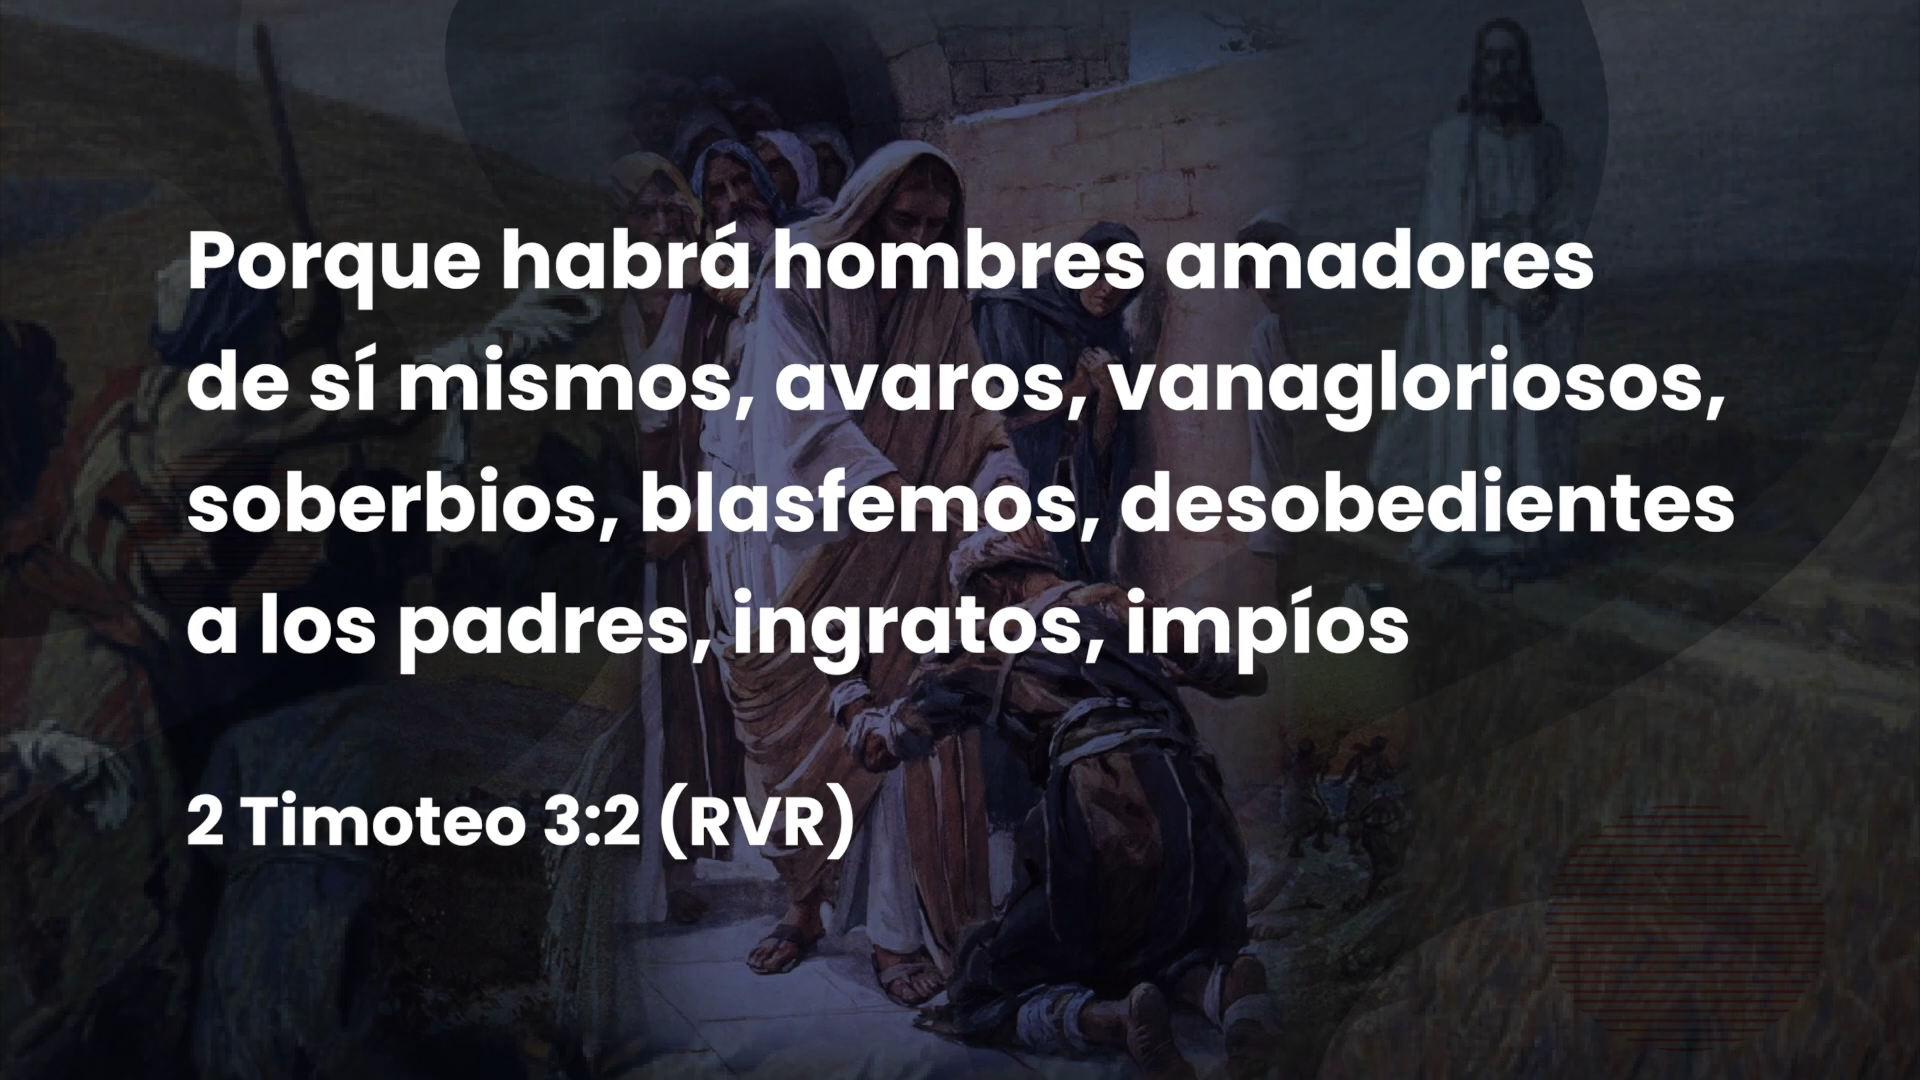 Porque habrá hombres amadores
de sí mismos, avaros, vanagloriosos,
soberbios, blasfemos, desobedientes
a los padres, ingratos, impíos
2 Timoteo 3:2 (RVR)